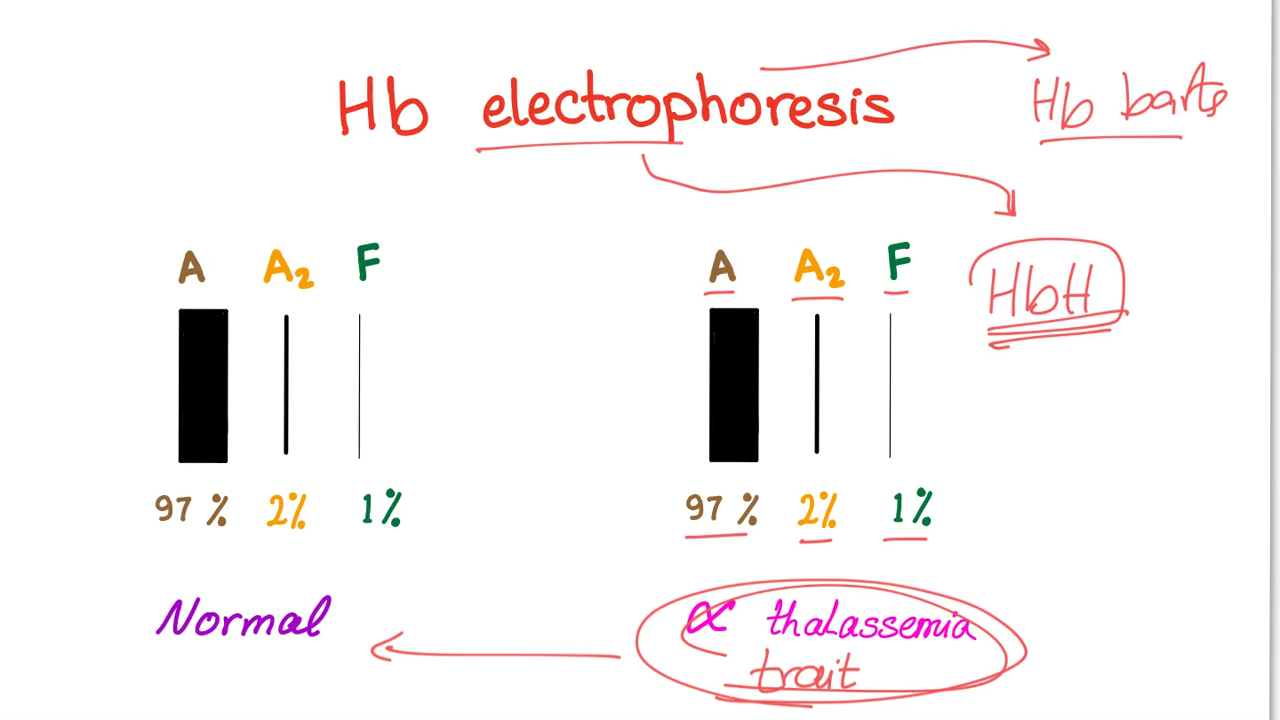 Hb electrophoresis
Hb barts
A A₂ F
A A₂ F
HbH
97 % 2% 1%
97 % 2% 1%
Normal
α thalassemia
trait